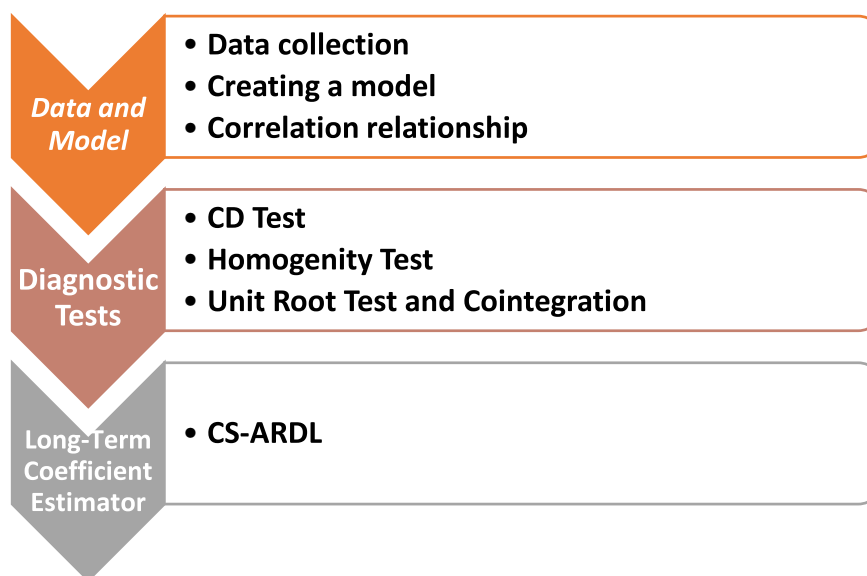 Data and
Model
• Data collection
• Creating a model
• Correlation relationship
Diagnostic
Tests
• CD Test
• Homogenity Test
• Unit Root Test and Cointegration
Long-Term
Coefficient
Estimator
• CS-ARDL